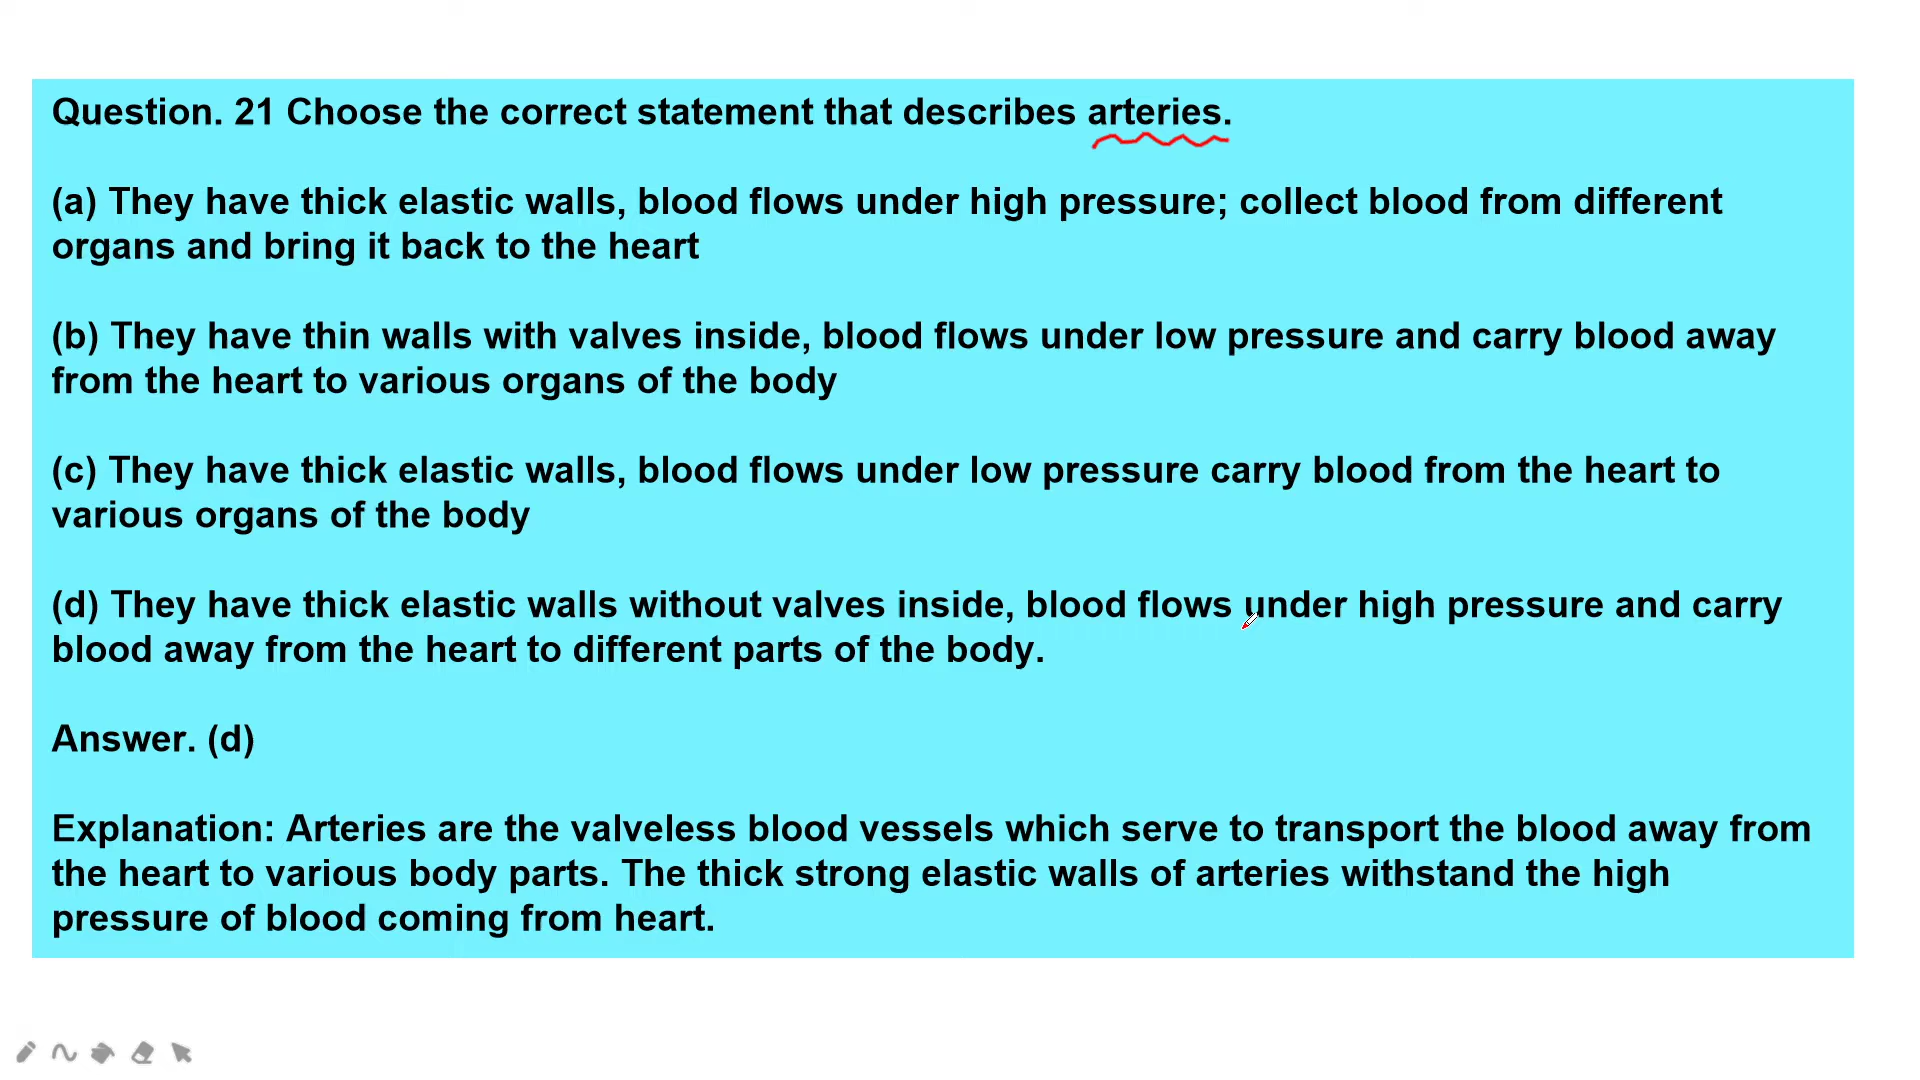 Question. 21 Choose the correct statement that describes arteries.
(a) They have thick elastic walls, blood flows under high pressure; collect blood from different
organs and bring it back to the heart
(b) They have thin walls with valves inside, blood flows under low pressure and carry blood away
from the heart to various organs of the body
(c) They have thick elastic walls, blood flows under low pressure carry blood from the heart to
various organs of the body
(d) They have thick elastic walls without valves inside, blood flows under high pressure and carry
blood away from the heart to different parts of the body.
Answer. (d)
Explanation: Arteries are the valveless blood vessels which serve to transport the blood away from
the heart to various body parts. The thick strong elastic walls of arteries withstand the high
pressure of blood coming from heart.